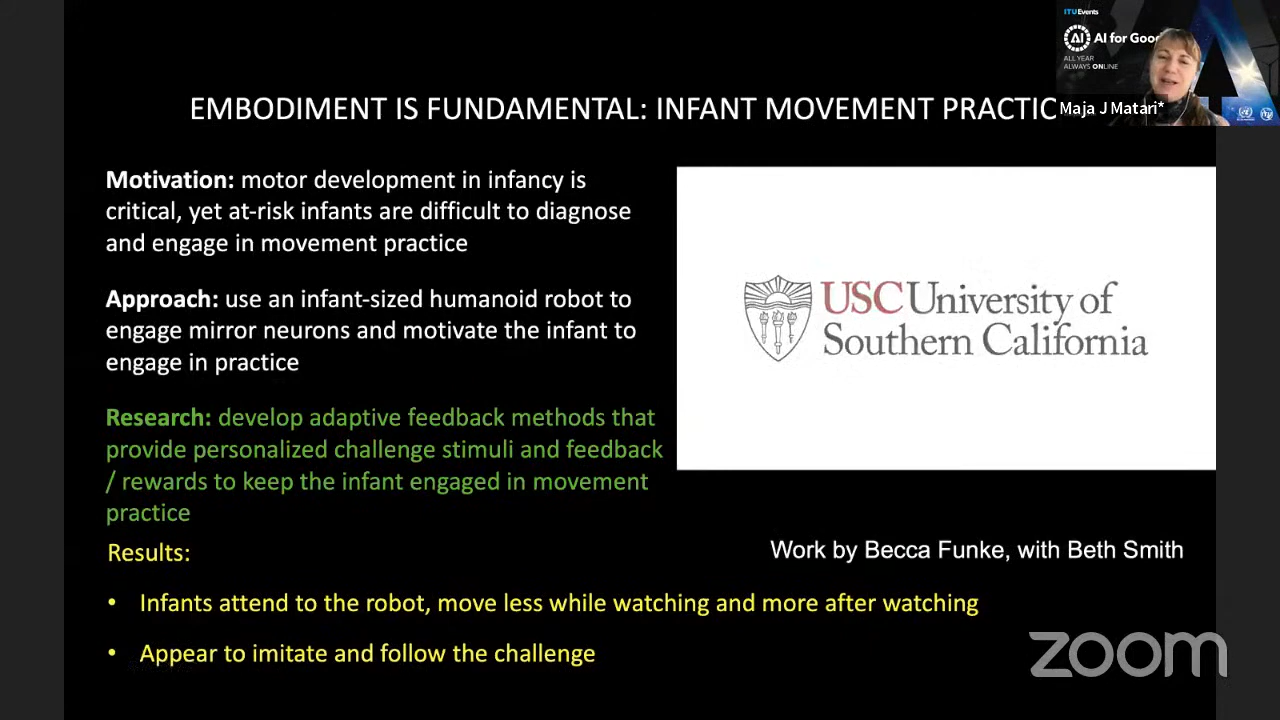 ITUEvents
AI
AI for Good
ALL YEAR
ALWAYS ONLINE
Maja J Matari*
EMBODIMENT IS FUNDAMENTAL: INFANT MOVEMENT PRACTIC
Motivation: motor development in infancy is
critical, yet at-risk infants are difficult to diagnose
and engage in movement practice
Approach: use an infant-sized humanoid robot to
engage mirror neurons and motivate the infant to
engage in practice
Research: develop adaptive feedback methods that
provide personalized challenge stimuli and feedback
/ rewards to keep the infant engaged in movement
practice
USC University of
Southern California
Work by Becca Funke, with Beth Smith
Results:
• Infants attend to the robot, move less while watching and more after watching
• Appear to imitate and follow the challenge
zoom